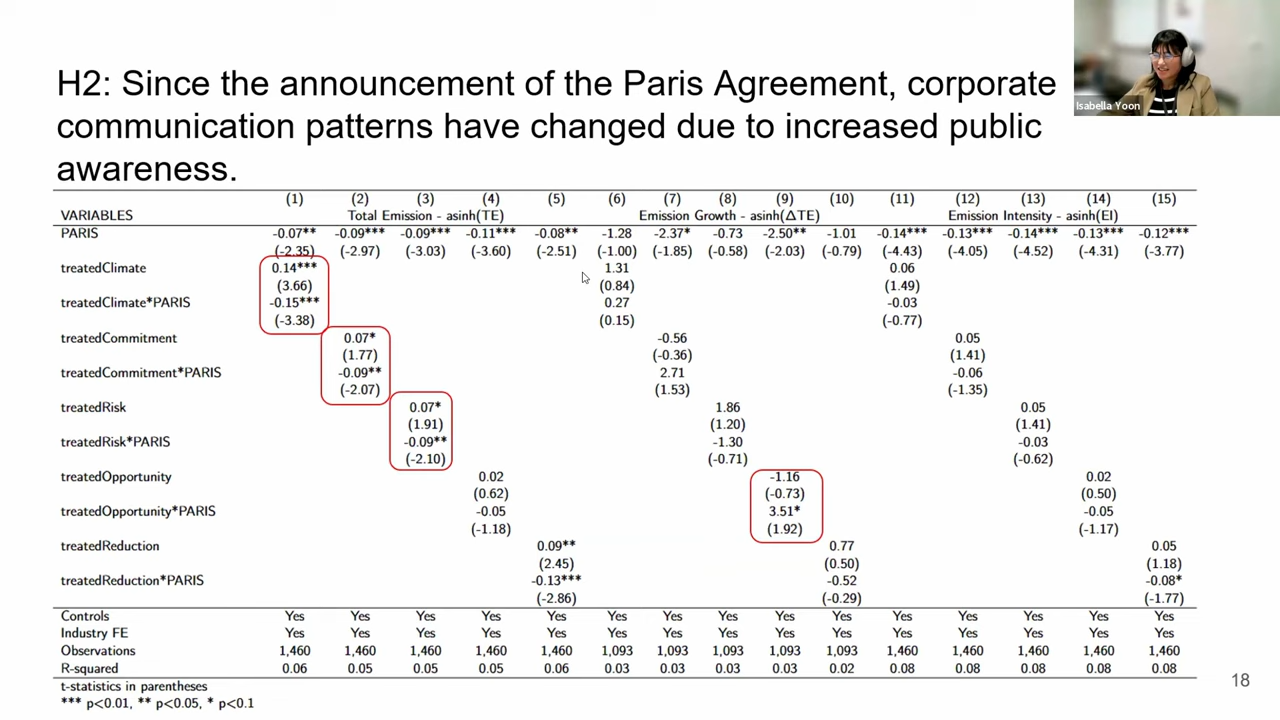 H2: Since the announcement of the Paris Agreement, corporate
communication patterns have changed due to increased public
awareness.
Isabella Yoon
(1) (2) (3) (4) (5) (6) (7) (8) (9) (10) (11) (12) (13) (14) (15)
VARIABLES Total Emission - asinh(TE) Emission Growth - asinh(ΔTE) Emission Intensity - asinh(EI)
PARIS -0.07** -0.09*** -0.09*** -0.11*** -0.08** -1.28 -2.37* -0.73 -2.50** -1.01 -0.14*** -0.13*** -0.14*** -0.13*** -0.12***
(-2.35) (-2.97) (-3.03) (-3.60) (-2.51) (-1.00) (-1.85) (-0.58) (-2.03) (-0.79) (-4.43) (-4.05) (-4.52) (-4.31) (-3.77)
treatedClimate 0.14*** 1.31 0.06
(3.66) (0.84) (1.49)
treatedClimate*PARIS -0.15*** 0.27 -0.03
(-3.38) (0.15) (-0.77)
treatedCommitment 0.07* -0.56 0.05
(1.77) (-0.36) (1.41)
treatedCommitment*PARIS -0.09** 2.71 -0.06
(-2.07) (1.53) (-1.35)
treatedRisk 0.07* 1.86 0.05
(1.91) (1.20) (1.41)
treatedRisk*PARIS -0.09** -1.30 -0.03
(-2.10) (-0.71) (-0.62)
treatedOpportunity 0.02 -1.16 0.02
(0.62) (-0.73) (0.50)
treatedOpportunity*PARIS -0.05 3.51* -0.05
(-1.18) (1.92) (-1.17)
treatedReduction 0.09** 0.77 0.05
(2.45) (0.50) (1.18)
treatedReduction*PARIS -0.13*** -0.52 -0.08*
(-2.86) (-0.29) (-1.77)
Controls Yes Yes Yes Yes Yes Yes Yes Yes Yes Yes Yes Yes Yes Yes Yes
Industry FE Yes Yes Yes Yes Yes Yes Yes Yes Yes Yes Yes Yes Yes Yes Yes
Observations 1,460 1,460 1,460 1,460 1,460 1,093 1,093 1,093 1,093 1,093 1,460 1,460 1,460 1,460 1,460
R-squared 0.06 0.05 0.05 0.05 0.06 0.03 0.03 0.03 0.03 0.02 0.08 0.08 0.08 0.08 0.08
t-statistics in parentheses
*** p<0.01, ** p<0.05, * p<0.1
18